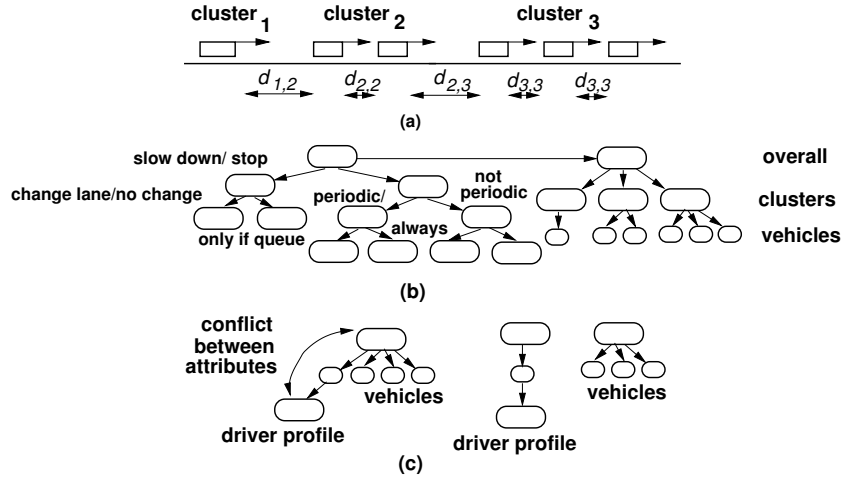 cluster 1 cluster 2 cluster 3
d1,2 d2,2 d2,3 d3,3 d3,3
(a)
slow down/ stop
overall
change lane/no change
periodic/
not
periodic
clusters
only if queue
always
vehicles
(b)
conflict
between
attributes
vehicles
vehicles
driver profile
driver profile
(c)